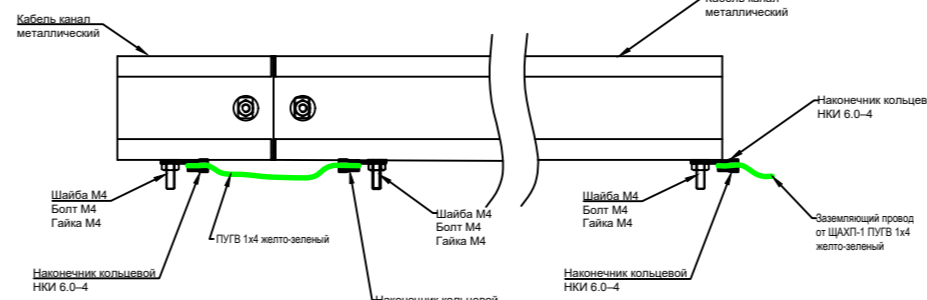 Кабель канал
металлический
Кабель канал
металлический
Наконечник кольцев
НКИ 6.0–4
Шайба М4
Болт М4
Гайка М4
ПУГВ 1х4 желто-зеленый
Шайба М4
Болт М4
Гайка М4
Шайба М4
Болт М4
Гайка М4
Заземляющий провод
от ЩАХП-1 ПУГВ 1х4
желто-зеленый
Наконечник кольцевой
НКИ 6.0–4
Наконечник кольцевой
Наконечник кольцевой
НКИ 6.0–4